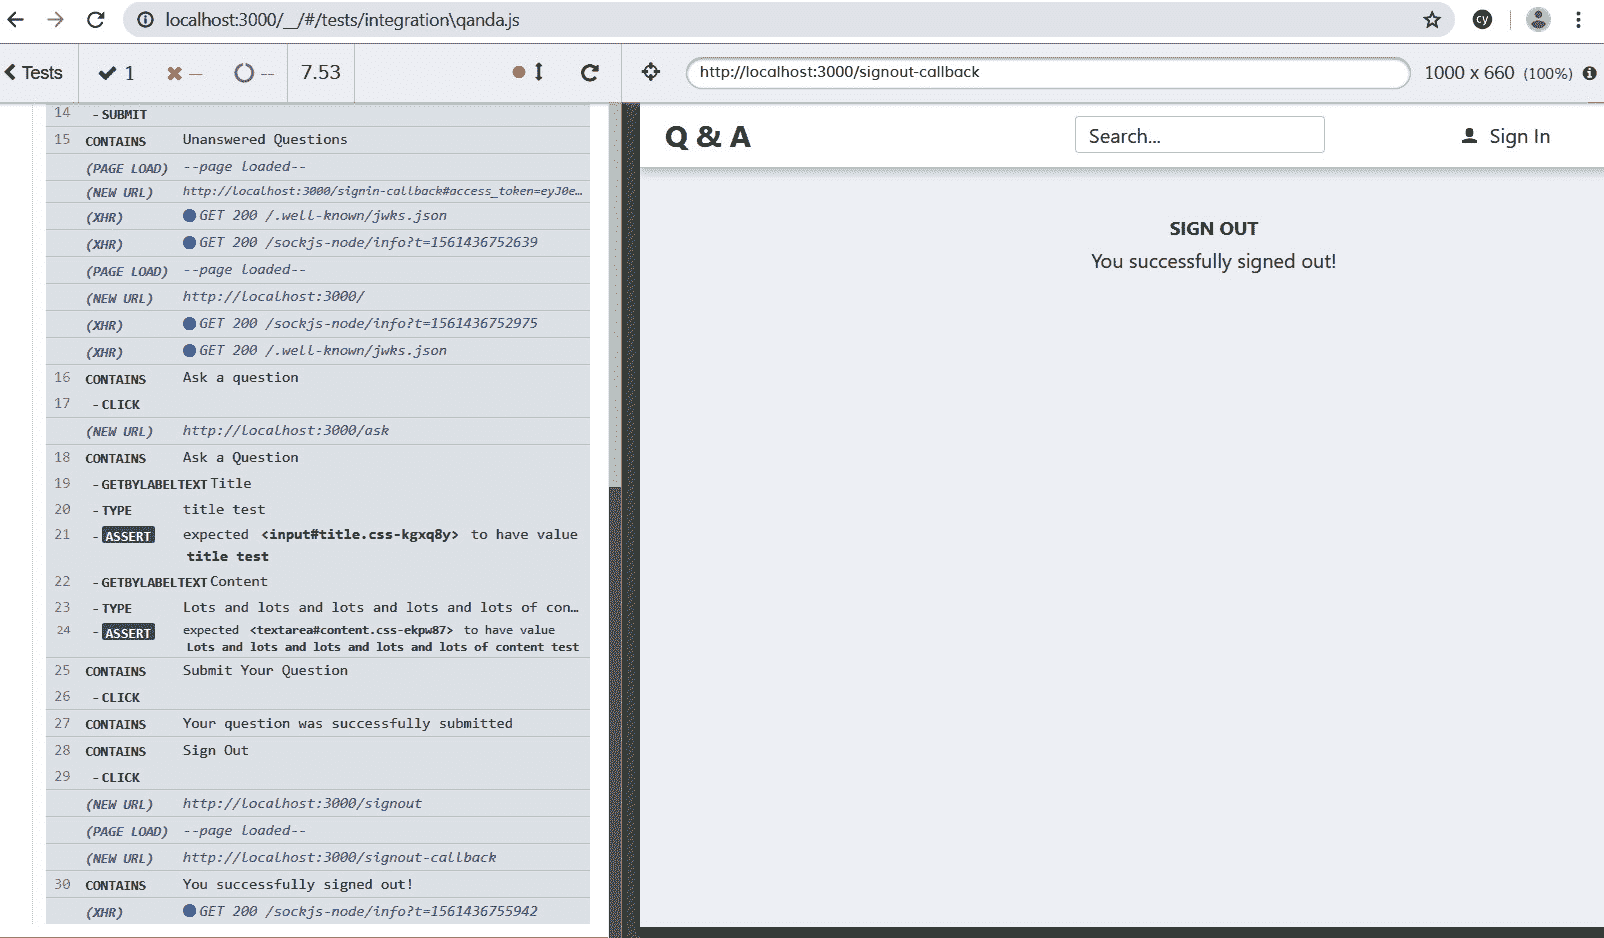 localhost:3000/__/#/tests/integration\qanda.js
cy
Tests
1
--
--
7.53
http://localhost:3000/signout-callback
1000 x 660 (100%)
14 - SUBMIT
15 CONTAINS Unanswered Questions
(PAGE LOAD) --page loaded--
(NEW URL) http://localhost:3000/signin-callback#access_token=eyJ0e…
(XHR) GET 200 /.well-known/jwks.json
(XHR) GET 200 /sockjs-node/info?t=1561436752639
(PAGE LOAD) --page loaded--
(NEW URL) http://localhost:3000/
(XHR) GET 200 /sockjs-node/info?t=1561436752975
(XHR) GET 200 /.well-known/jwks.json
16 CONTAINS Ask a question
17 - CLICK
(NEW URL) http://localhost:3000/ask
18 CONTAINS Ask a Question
19 - GETBYLABELTEXT Title
20 - TYPE title test
21 - ASSERT expected <input#title.css-kgxq8y> to have value
title test
22 - GETBYLABELTEXT Content
23 - TYPE Lots and lots and lots and lots and lots of con…
24 - ASSERT expected <textarea#content.css-ekpw87> to have value
Lots and lots and lots and lots and lots of content test
25 CONTAINS Submit Your Question
26 - CLICK
27 CONTAINS Your question was successfully submitted
28 CONTAINS Sign Out
29 - CLICK
(NEW URL) http://localhost:3000/signout
(PAGE LOAD) --page loaded--
(NEW URL) http://localhost:3000/signout-callback
30 CONTAINS You successfully signed out!
(XHR) GET 200 /sockjs-node/info?t=1561436755942
Q & A
Search...
Sign In
SIGN OUT
You successfully signed out!